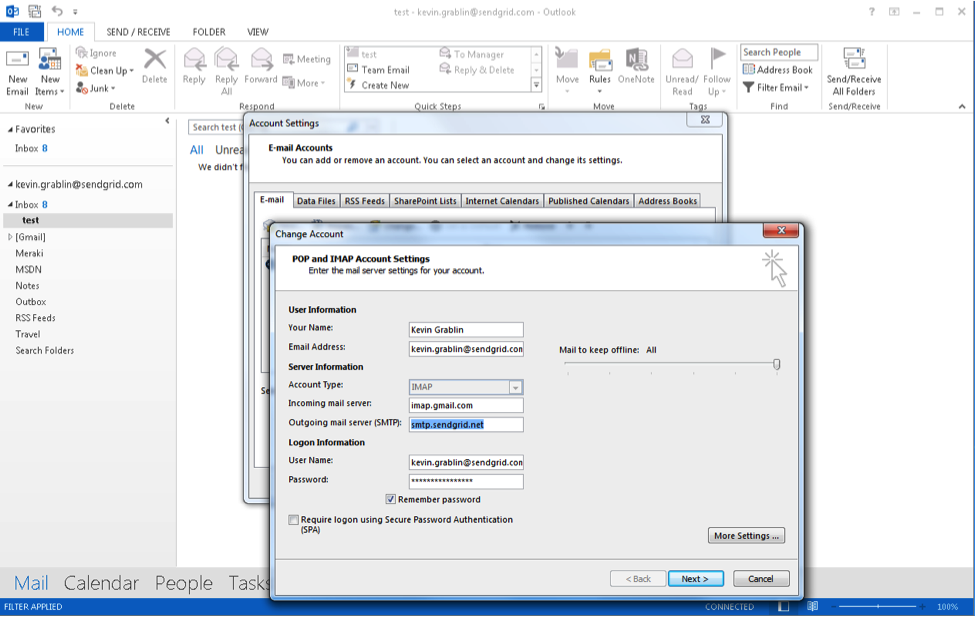 test - kevin.grablin@sendgrid.com - Outlook
FILE HOME SEND / RECEIVE FOLDER VIEW
New Email
New Items
New
Ignore
Clean Up
Junk
Delete
Delete
Reply
Reply All
Forward
Meeting
More
Respond
test
Team Email
Create New
To Manager
Reply & Delete
Quick Steps
Move
Rules
OneNote
Move
Unread/ Read
Follow Up
Tags
Search People
Address Book
Filter Email
Find
Send/Receive All Folders
Send/Receive
Favorites
Inbox 8
kevin.grablin@sendgrid.com
Inbox 8
test
[Gmail]
Meraki
MSDN
Notes
Outbox
RSS Feeds
Travel
Search Folders
Search test
All Unrea
We didn't f
Account Settings
E-mail Accounts
You can add or remove an account. You can select an account and change its settings.
E-mail Data Files RSS Feeds SharePoint Lists Internet Calendars Published Calendars Address Books
Se
Change Account
POP and IMAP Account Settings
Enter the mail server settings for your account.
User Information
Your Name: Kevin Grablin
Email Address: kevin.grablin@sendgrid.com
Mail to keep offline: All
Server Information
Account Type: IMAP
Incoming mail server: imap.gmail.com
Outgoing mail server (SMTP): smtp.sendgrid.net
Logon Information
User Name: kevin.grablin@sendgrid.com
Password: ****************
Remember password
Require logon using Secure Password Authentication
(SPA)
More Settings ...
< Back Next > Cancel
Mail Calendar People Tasks
FILTER APPLIED
CONNECTED
100%